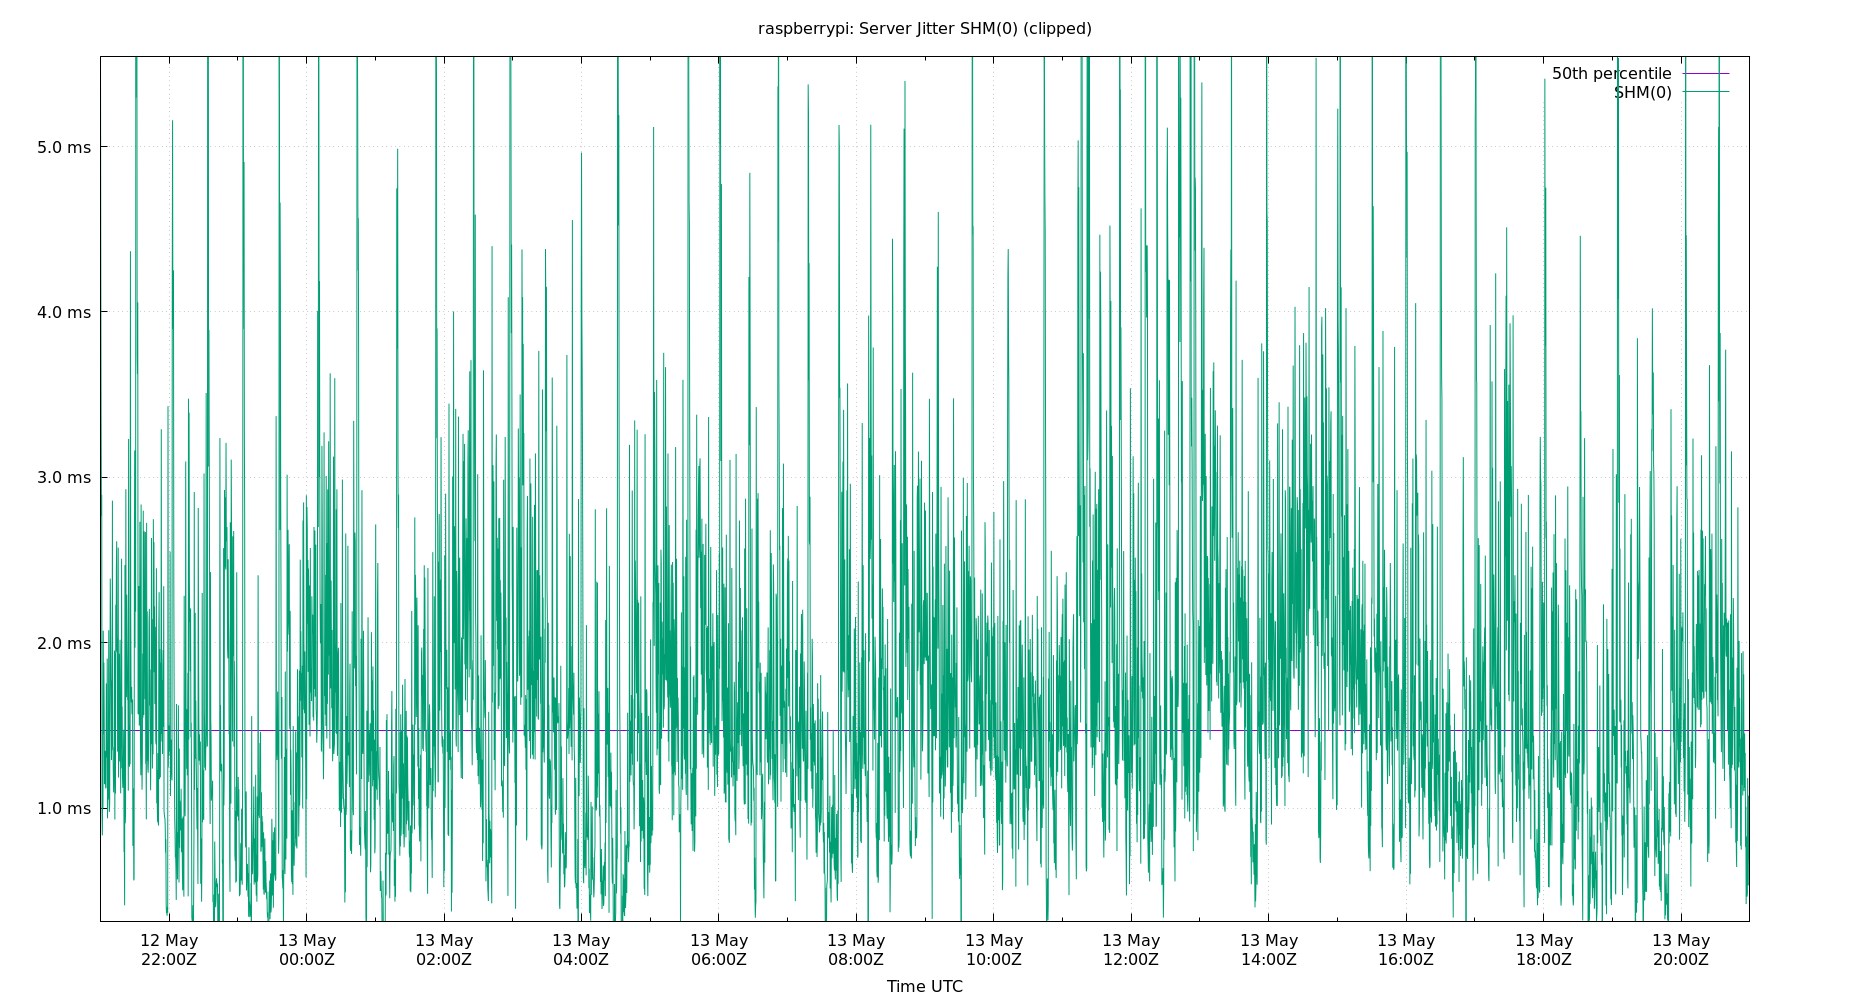 raspberrypi: Server Jitter SHM(0) (clipped)
50th percentile
SHM(0)
5.0 ms
4.0 ms
3.0 ms
2.0 ms
1.0 ms
12 May 13 May 13 May 13 May 13 May 13 May 13 May 13 May 13 May 13 May 13 May 13 May
22:00Z 00:00Z 02:00Z 04:00Z 06:00Z 08:00Z 10:00Z 12:00Z 14:00Z 16:00Z 18:00Z 20:00Z
Time UTC